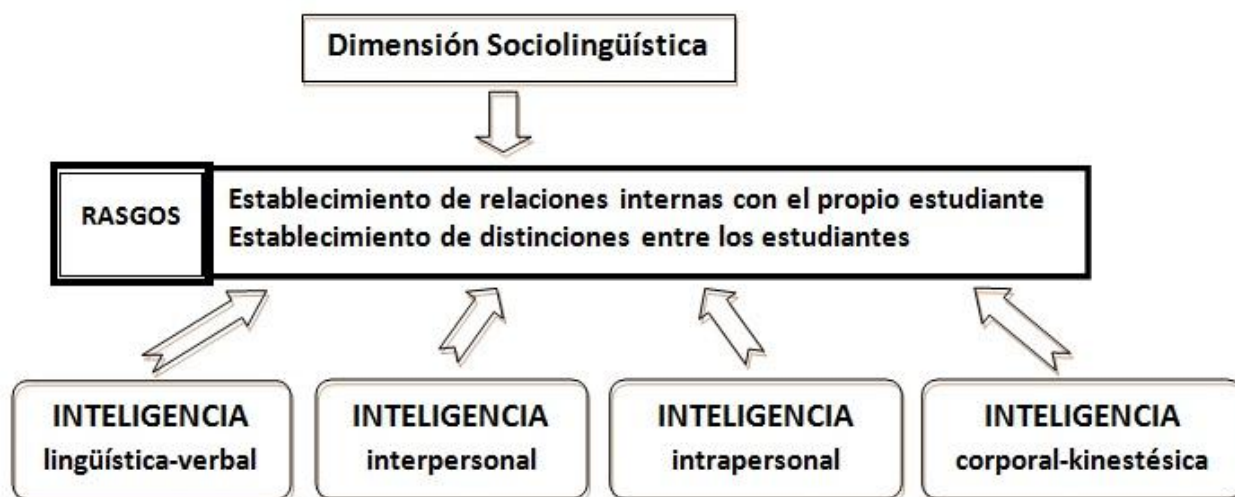 Dimensión Sociolingüística
RASGOS
Establecimiento de relaciones internas con el propio estudiante
Establecimiento de distinciones entre los estudiantes
INTELIGENCIA
lingüística-verbal
INTELIGENCIA
interpersonal
INTELIGENCIA
intrapersonal
INTELIGENCIA
corporal-kinestésica